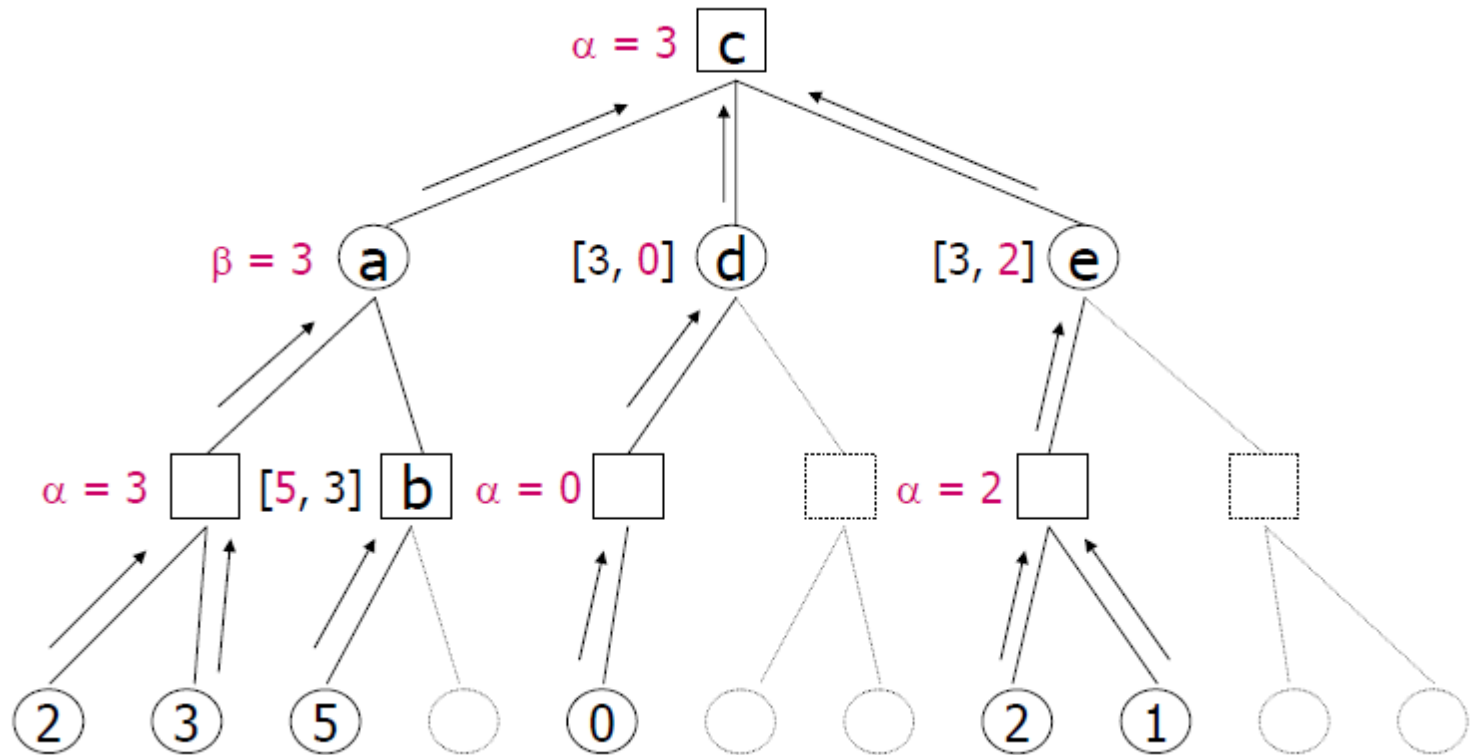 α = 3 c
β = 3 a [3, 0] d [3, 2] e
α = 3 [5, 3] b α = 0 α = 2
2 3 5 0 2 1